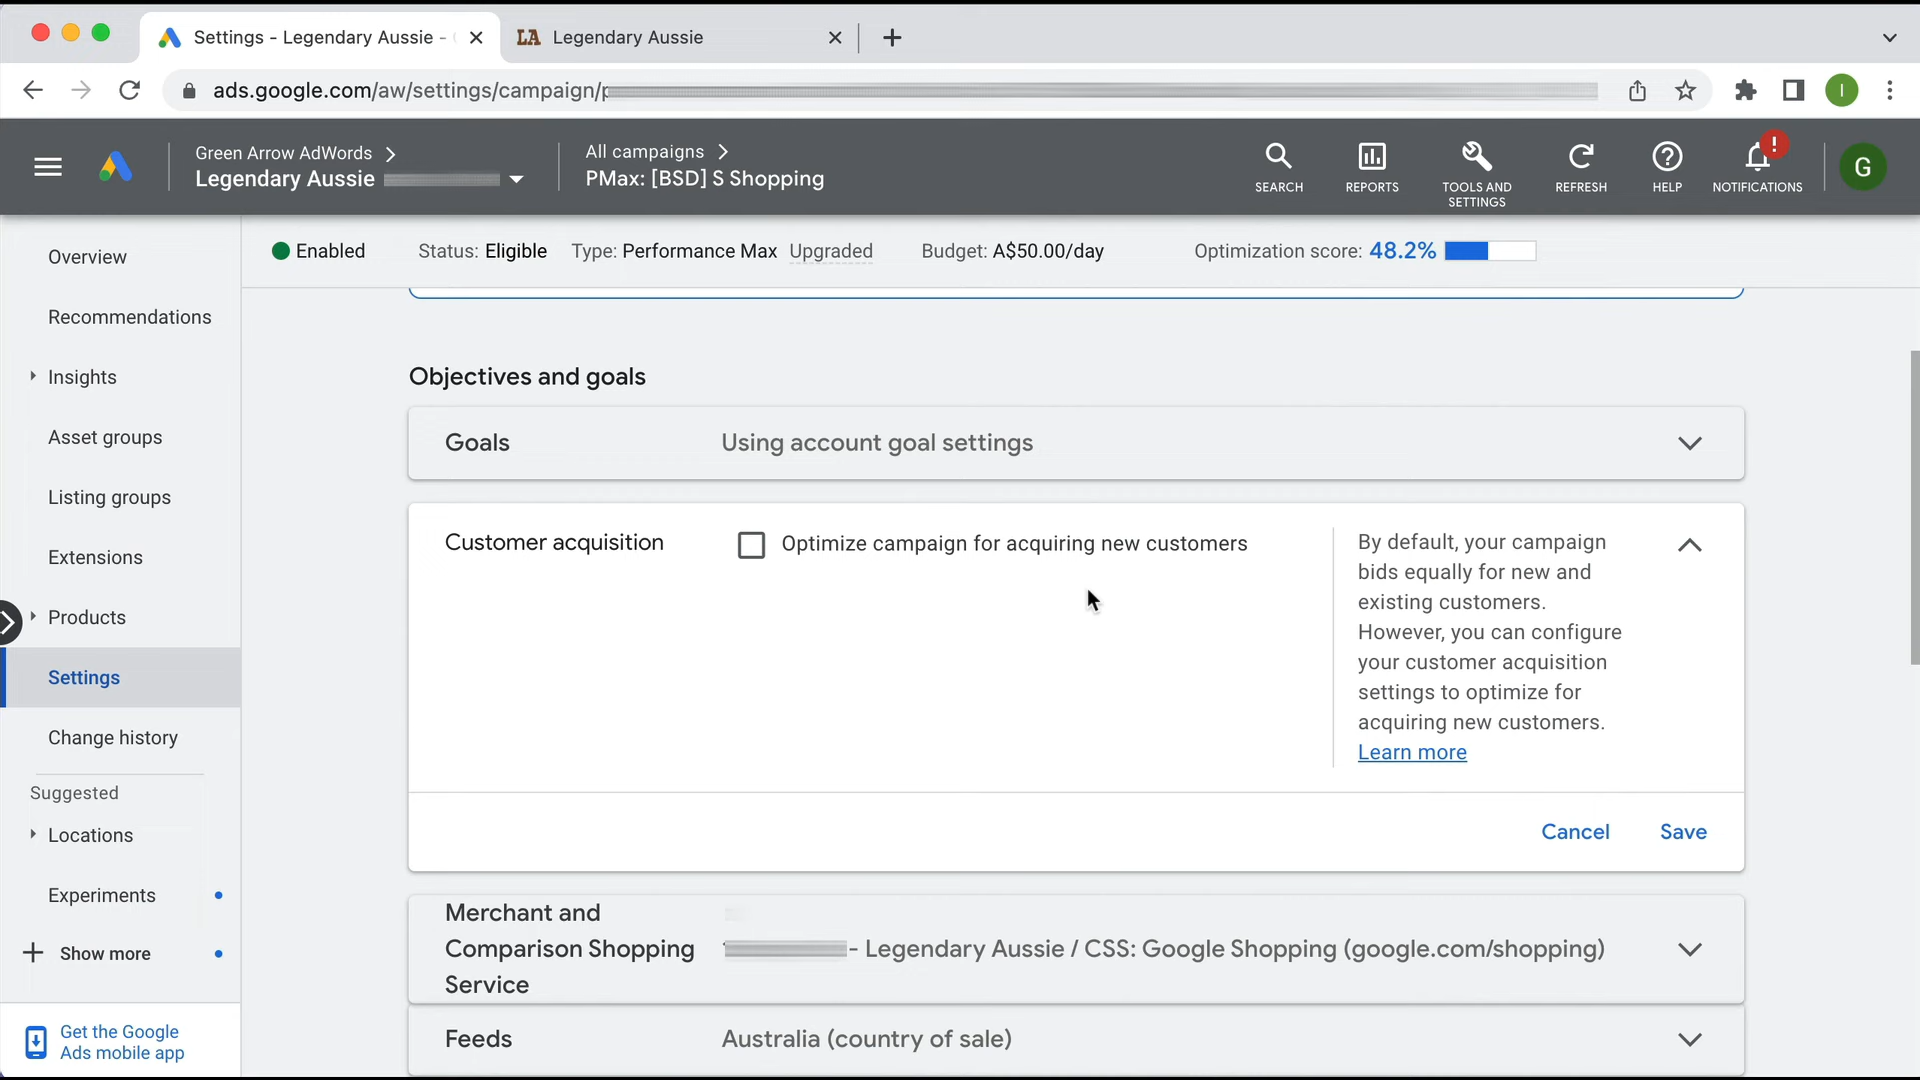 Settings - Legendary Aussie -
LA Legendary Aussie
ads.google.com/aw/settings/campaign/p
I
Green Arrow AdWords
Legendary Aussie
All campaigns
PMax: [BSD] S Shopping
SEARCH
REPORTS
TOOLS AND
SETTINGS
REFRESH
HELP
!
NOTIFICATIONS
G
Enabled
Status: Eligible
Type: Performance Max Upgraded
Budget: A$50.00/day
Optimization score: 48.2%
Overview
Recommendations
Insights
Asset groups
Listing groups
Extensions
Products
Settings
Change history
Suggested
Locations
Experiments
Show more
Get the Google
Ads mobile app
Objectives and goals
Goals
Using account goal settings
Customer acquisition
Optimize campaign for acquiring new customers
By default, your campaign
bids equally for new and
existing customers.
However, you can configure
your customer acquisition
settings to optimize for
acquiring new customers.
Learn more
Cancel
Save
Merchant and
Comparison Shopping
Service
- Legendary Aussie / CSS: Google Shopping (google.com/shopping)
Feeds
Australia (country of sale)